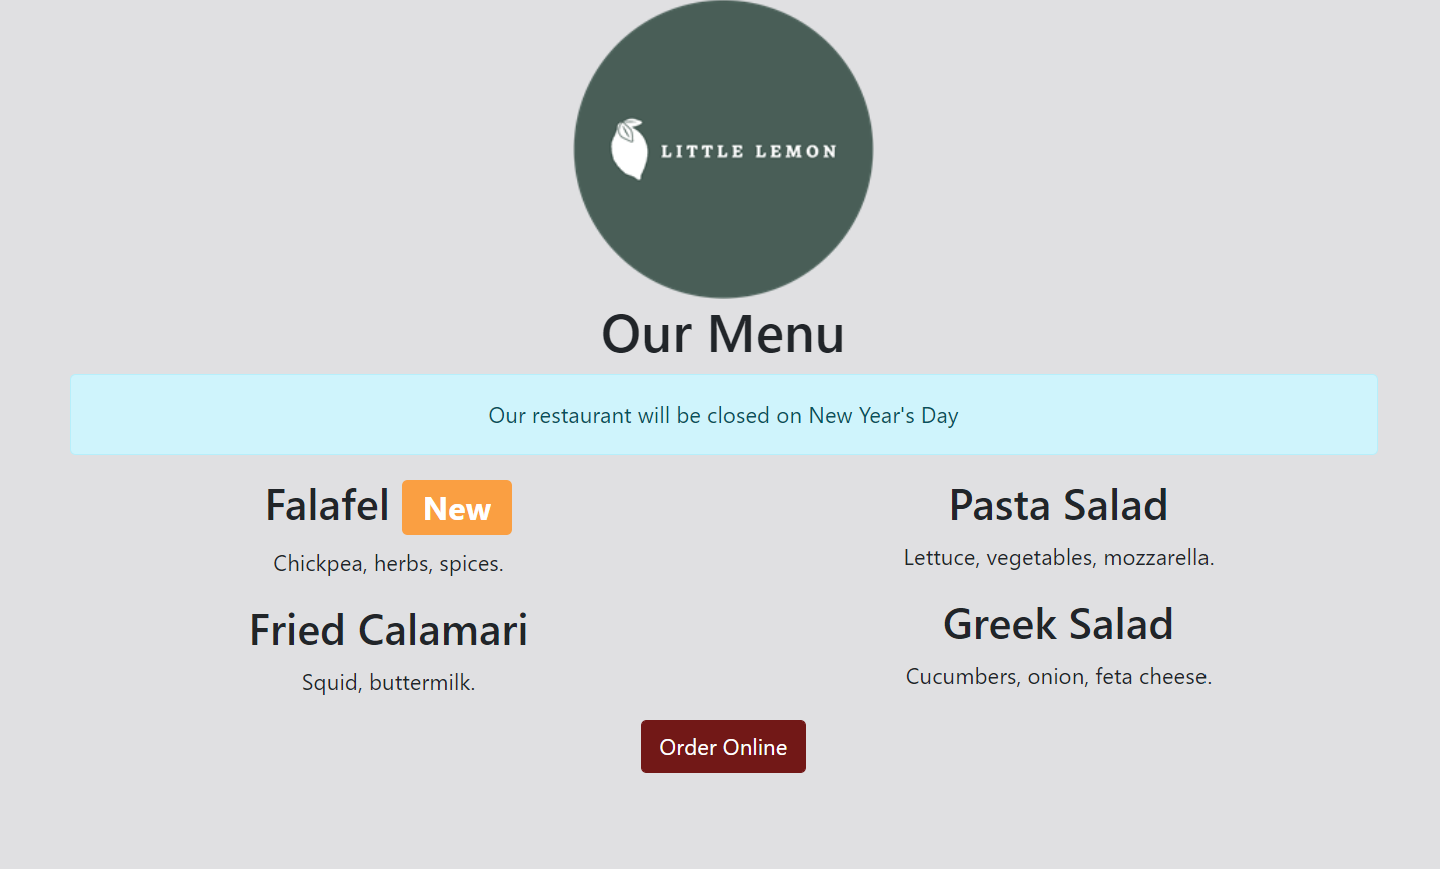 LITTLE LEMON
Our Menu
Our restaurant will be closed on New Year's Day
Falafel New
Chickpea, herbs, spices.
Fried Calamari
Squid, buttermilk.
Pasta Salad
Lettuce, vegetables, mozzarella.
Greek Salad
Cucumbers, onion, feta cheese.
Order Online